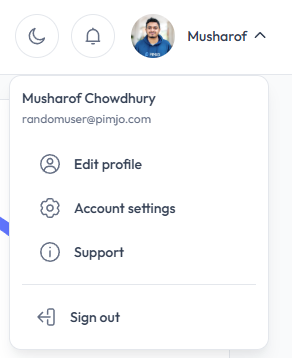 Musharof
Musharof Chowdhury
randomuser@pimjo.com
Edit profile
Account settings
Support
Sign out